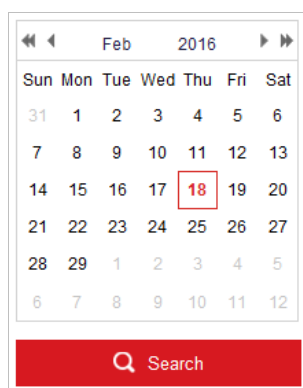 Feb 2016
Sun Mon Tue Wed Thu Fri Sat
31 1 2 3 4 5 6
7 8 9 10 11 12 13
14 15 16 17 18 19 20
21 22 23 24 25 26 27
28 29 1 2 3 4 5
6 7 8 9 10 11 12
Search